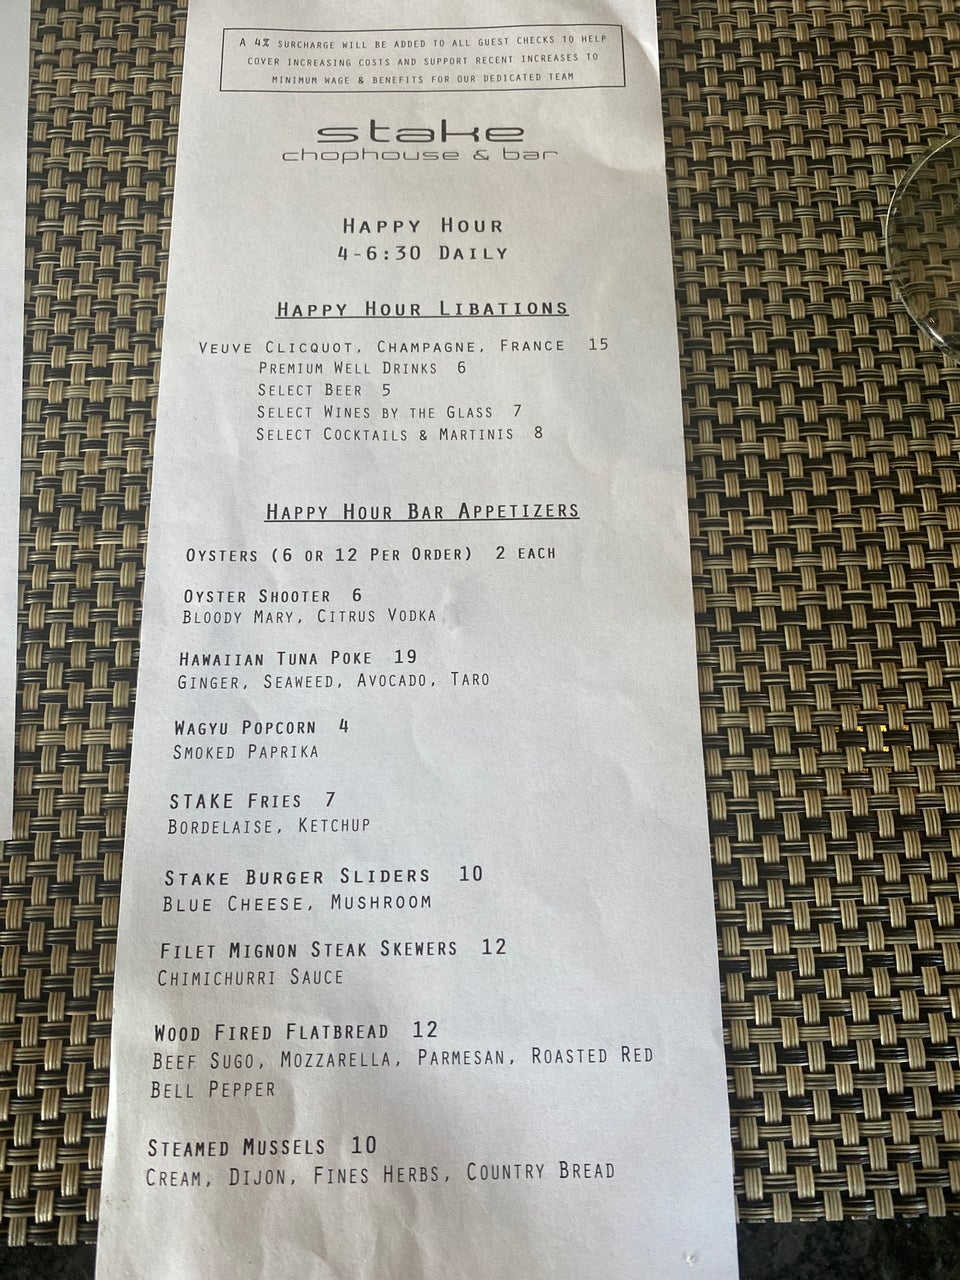 A 4% SURCHARGE WILL BE ADDED TO ALL GUEST CHECKS TO HELP
COVER INCREASING COSTS AND SUPPORT RECENT INCREASES TO
MINIMUM WAGE & BENEFITS FOR OUR DEDICATED TEAM
stake
chophouse & bar
HAPPY HOUR
4-6:30 DAILY
HAPPY HOUR LIBATIONS
VEUVE CLICQUOT, CHAMPAGNE, FRANCE 15
PREMIUM WELL DRINKS 6
SELECT BEER 5
SELECT WINES BY THE GLASS 7
SELECT COCKTAILS & MARTINIS 8
HAPPY HOUR BAR APPETIZERS
OYSTERS (6 OR 12 PER ORDER) 2 EACH
OYSTER SHOOTER 6
BLOODY MARY, CITRUS VODKA
HAWAIIAN TUNA POKE 19
GINGER, SEAWEED, AVOCADO, TARO
WAGYU POPCORN 4
SMOKED PAPRIKA
STAKE FRIES 7
BORDELAISE, KETCHUP
STAKE BURGER SLIDERS 10
BLUE CHEESE, MUSHROOM
FILET MIGNON STEAK SKEWERS 12
CHIMICHURRI SAUCE
WOOD FIRED FLATBREAD 12
BEEF SUGO, MOZZARELLA, PARMESAN, ROASTED RED
BELL PEPPER
STEAMED MUSSELS 10
CREAM, DIJON, FINES HERBS, COUNTRY BREAD